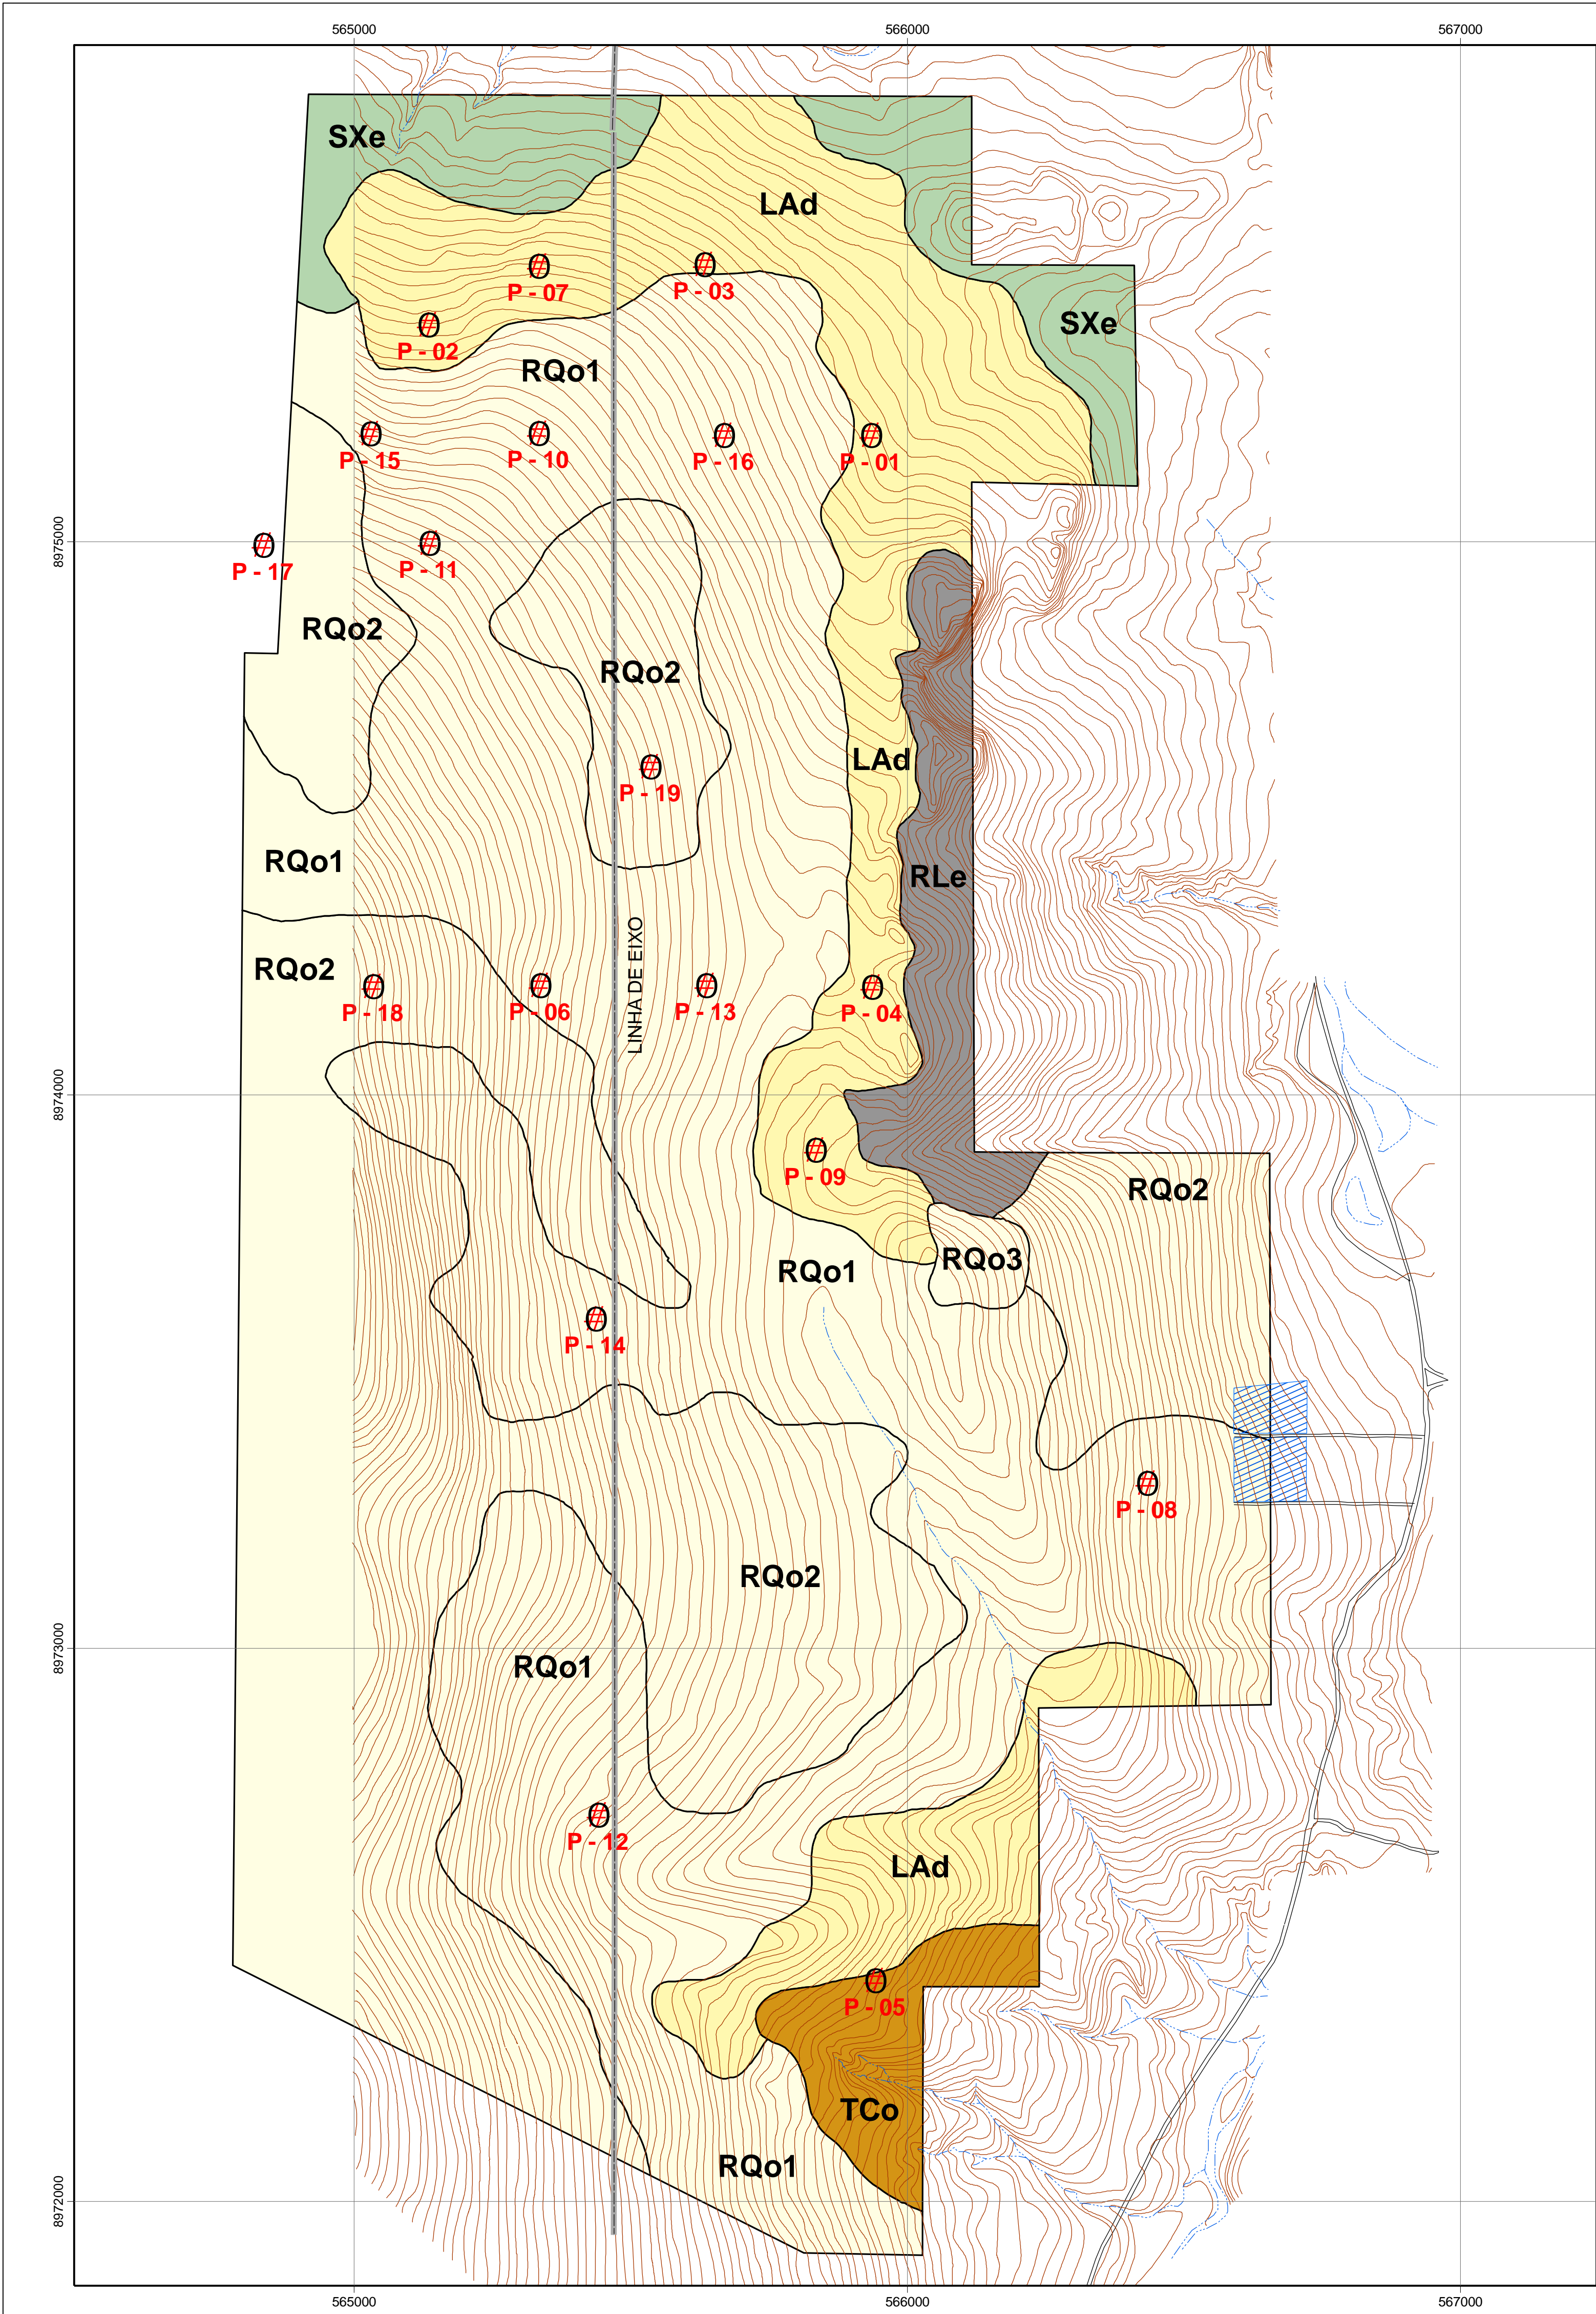 565000
566000
567000
SXe
LAd
P - 07
P - 03
SXe
P - 02
RQo1
P - 15
P - 10
P - 16
P - 01
8975000
P - 17
P - 11
RQo2
RQo2
LAd
P - 19
RQo1
RLe
LINHA DE EIXO
RQo2
P - 18
P - 06
P - 13
P - 04
8974000
P - 09
RQo2
RQo3
RQo1
P - 14
P - 08
RQo2
8973000
RQo1
P - 12
LAd
P - 05
TCo
RQo1
8972000
565000
566000
567000